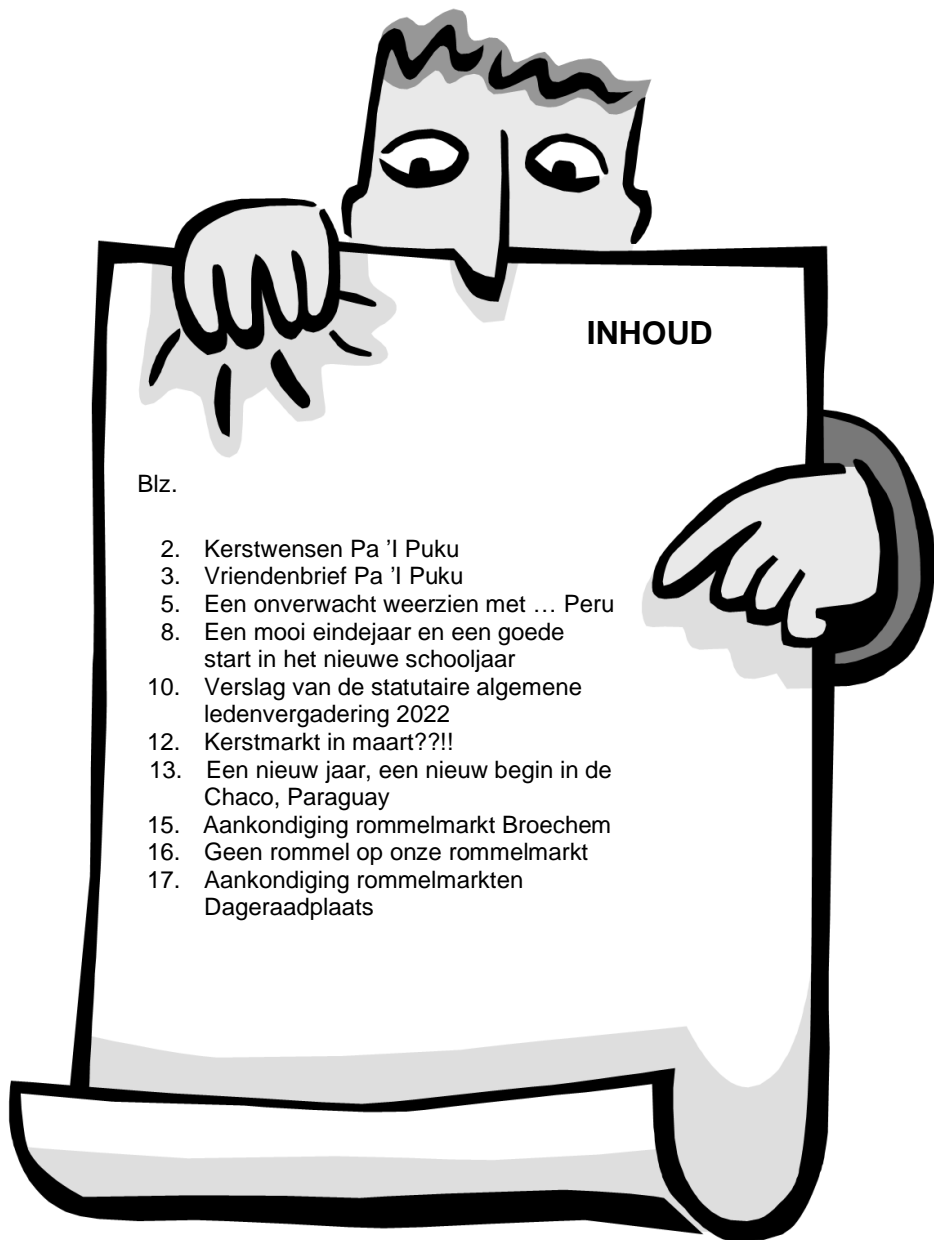 INHOUD
Blz.
2. Kerstwensen Pa ’I Puku
3. Vriendenbrief Pa ’I Puku
5. Een onverwacht weerzien met … Peru
8. Een mooi eindejaar en een goede
start in het nieuwe schooljaar
10. Verslag van de statutaire algemene
ledenvergadering 2022
12. Kerstmarkt in maart??!!
13. Een nieuw jaar, een nieuw begin in de
Chaco, Paraguay
15. Aankondiging rommelmarkt Broechem
16. Geen rommel op onze rommelmarkt
17. Aankondiging rommelmarkten
Dageraadplaats